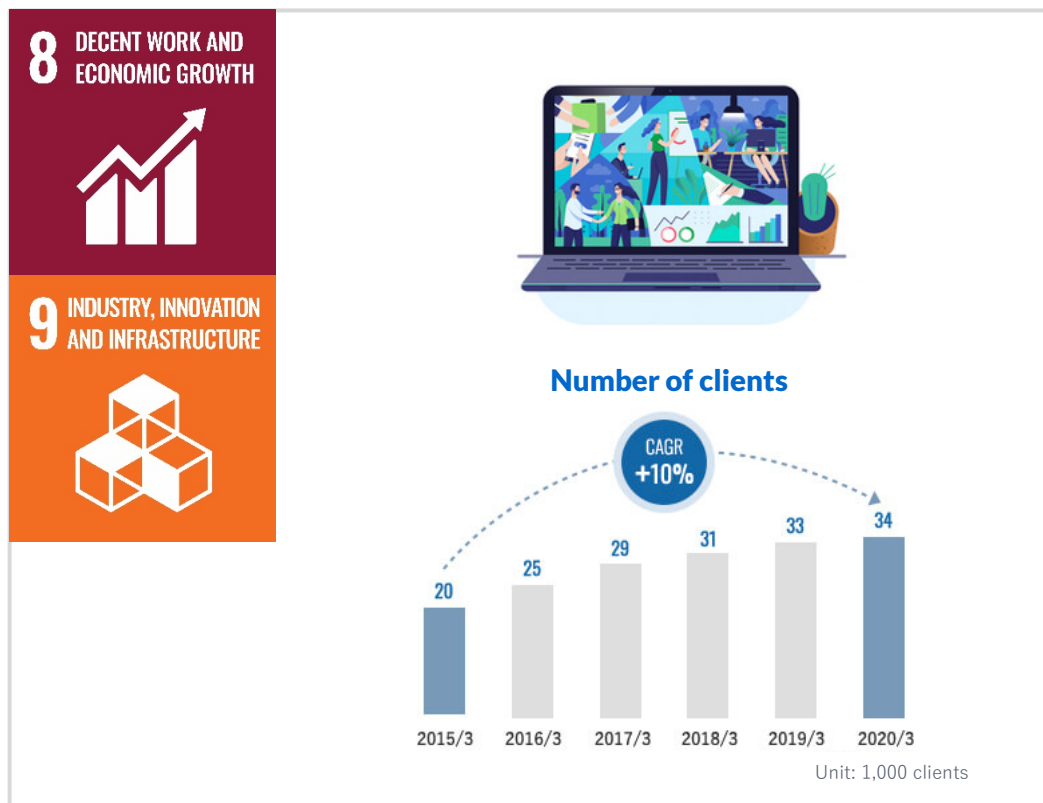 8 DECENT WORK AND
ECONOMIC GROWTH
9 INDUSTRY, INNOVATION
AND INFRASTRUCTURE
Number of clients
CAGR
+10%
20
25
29
31
33
34
2015/3
2016/3
2017/3
2018/3
2019/3
2020/3
Unit: 1,000 clients